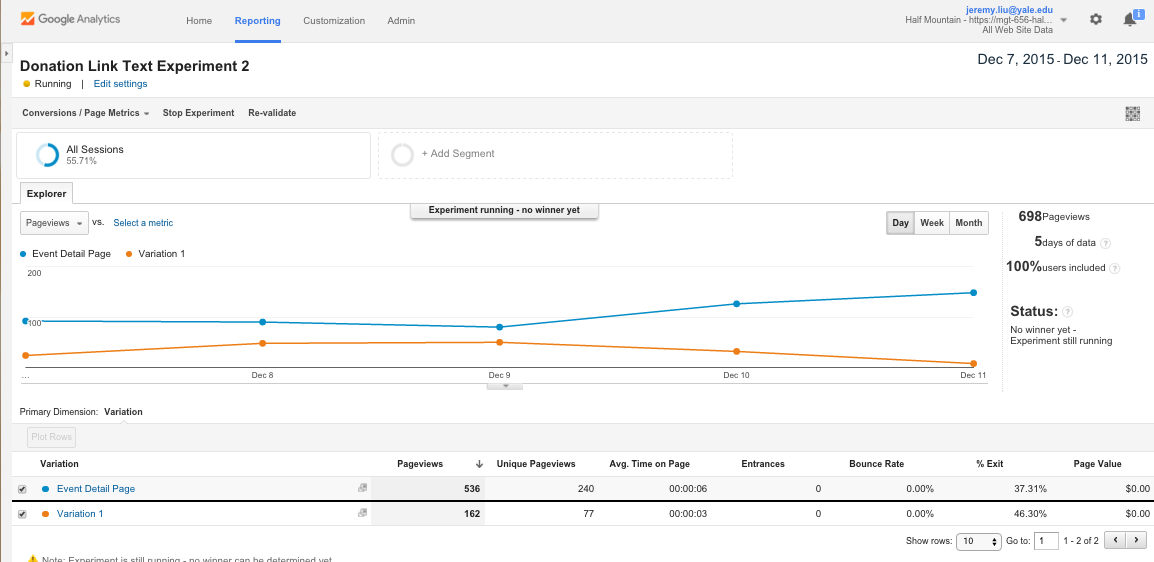 Google Analytics
Home Reporting Customization Admin
jeremy.liu@yale.edu
Half Mountain - https://mgt-656-hal...
All Web Site Data
1
Donation Link Text Experiment 2
Dec 7, 2015 - Dec 11, 2015
Running | Edit settings
Conversions / Page Metrics Stop Experiment Re-validate
All Sessions
55.71%
+ Add Segment
Explorer
Experiment running - no winner yet
Pageviews vs. Select a metric
Day Week Month
Event Detail Page Variation 1
200
100
... Dec 8 Dec 9 Dec 10 Dec 11
698 Pageviews
5 days of data ?
100% users included ?
Status: ?
No winner yet -
Experiment still running
Primary Dimension: Variation
Plot Rows
Variation Pageviews Unique Pageviews Avg. Time on Page Entrances Bounce Rate % Exit Page Value
Event Detail Page 536 240 00:00:06 0 0.00% 37.31% $0.00
Variation 1 162 77 00:00:03 0 0.00% 46.30% $0.00
Show rows: 10 Go to: 1 1 - 2 of 2
Note: Experiment is still running - no winner can be determined yet